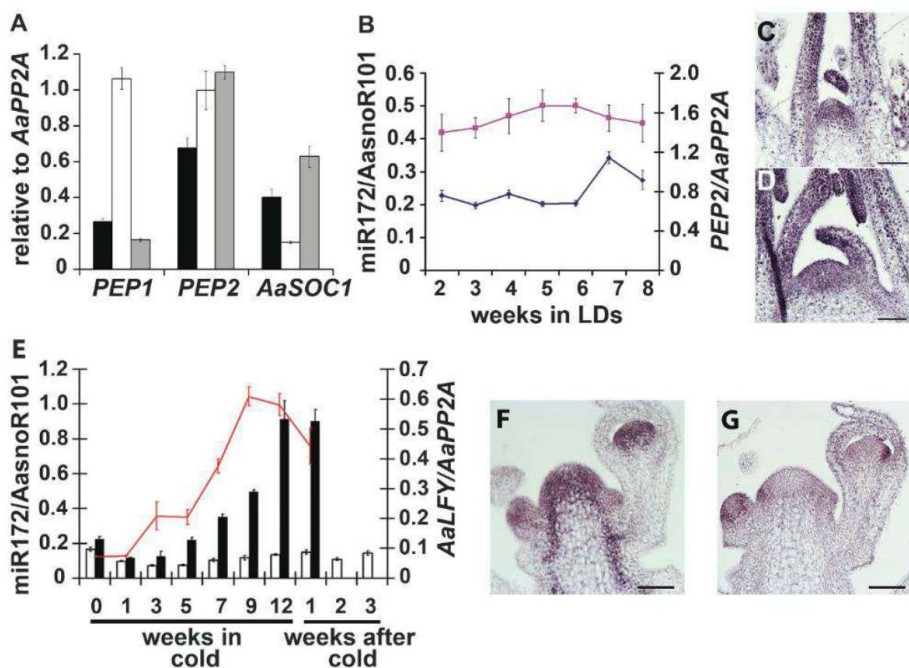 A
relative to AaPP2A
1.2
1.0
0.8
0.6
0.4
0.2
0
PEP1 PEP2 AaSOC1
B
miR172/AasnoR101
0.6
0.5
0.4
0.3
0.2
0.1
0
2.0
1.6
1.2
0.8
0.4
0
PEP2/AaPP2A
2 3 4 5 6 7 8
weeks in LDs
C
D
E
miR172/AasnoR101
1.2
1.0
0.8
0.6
0.4
0.2
0
0.7
0.6
0.5
0.4
0.3
0.2
0.1
0
AaLFY/AaPP2A
0 1 3 5 7 9 12 1 2 3
weeks in
cold
weeks after
cold
F
G